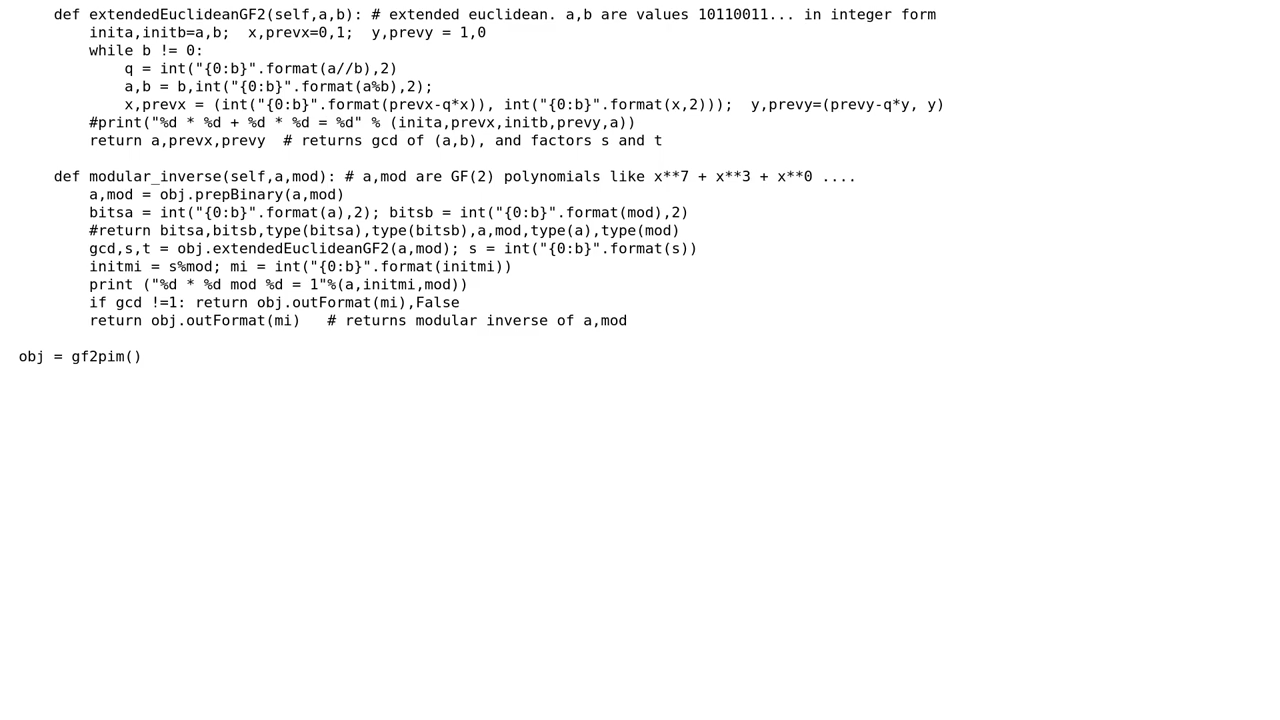 def extendedEuclideanGF2(self,a,b): # extended euclidean. a,b are values 10110011... in integer form
inita,initb=a,b;  x,prevx=0,1;  y,prevy = 1,0
while b != 0:
q = int("{0:b}".format(a//b),2)
a,b = b,int("{0:b}".format(a%b),2);
x,prevx = (int("{0:b}".format(prevx-q*x)), int("{0:b}".format(x,2)));  y,prevy=(prevy-q*y, y)
#print("%d * %d + %d * %d = %d" % (inita,prevx,initb,prevy,a))
return a,prevx,prevy  # returns gcd of (a,b), and factors s and t
def modular_inverse(self,a,mod): # a,mod are GF(2) polynomials like x**7 + x**3 + x**0 ....
a,mod = obj.prepBinary(a,mod)
bitsa = int("{0:b}".format(a),2); bitsb = int("{0:b}".format(mod),2)
#return bitsa,bitsb,type(bitsa),type(bitsb),a,mod,type(a),type(mod)
gcd,s,t = obj.extendedEuclideanGF2(a,mod); s = int("{0:b}".format(s))
initmi = s%mod; mi = int("{0:b}".format(initmi))
print ("%d * %d mod %d = 1"%(a,initmi,mod))
if gcd !=1: return obj.outFormat(mi),False
return obj.outFormat(mi)   # returns modular inverse of a,mod
obj = gf2pim()